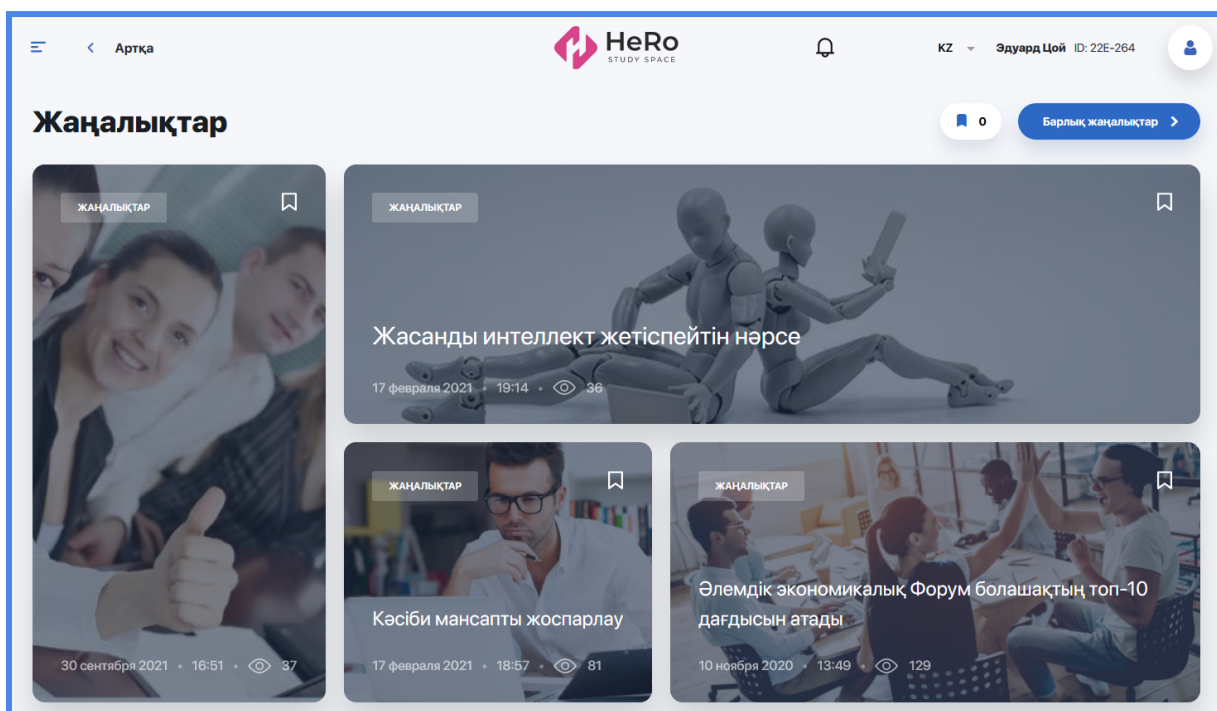 Артқа
HeRo
STUDY SPACE
KZ
Эдуард Цой ID: 22E-264
Жаңалықтар
0
Барлық жаңалықтар
ЖАҢАЛЫҚТАР
30 сентября 2021 • 16:51 • 37
ЖАҢАЛЫҚТАР
Жасанды интеллект жетіспейтін нәрсе
17 февраля 2021 • 19:14 • 36
ЖАҢАЛЫҚТАР
Кәсіби мансапты жоспарлау
17 февраля 2021 • 18:57 • 81
ЖАҢАЛЫҚТАР
Әлемдік экономикалық Форум болашақтың топ-10
дағдысын атады
10 ноября 2020 • 13:49 • 129